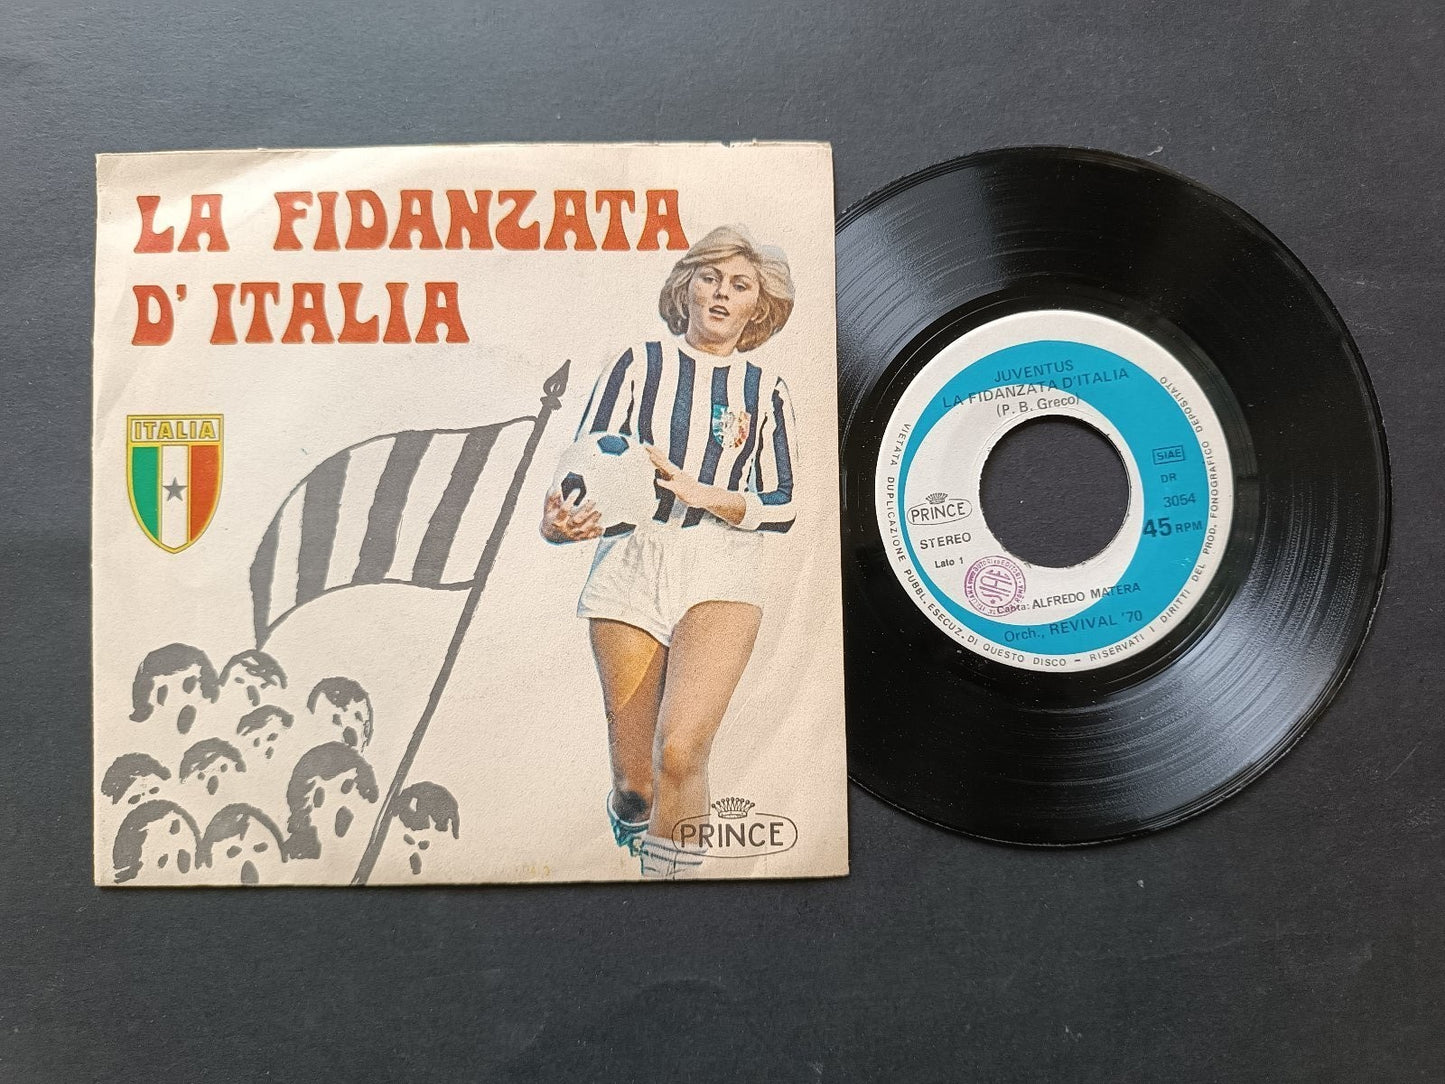 LA FIDANZATA
D'ITALIA
ITALIA
PRINCE
JUVENTUS
LA FIDANZATA D'ITALIA
(P. B. Greco)
SIAE
DR
3054
45 RPM
PRINCE
STEREO
Lato 1
SIAE
Canta: ALFREDO MATERA
Orch., REVIVAL '70
VIETATA DUPLICAZIONE PUBBL. ESECUZ. DI QUESTO DISCO – RISERVATI I DIRITTI DEL PROD. FONOGRAFICO DEPOSITATO